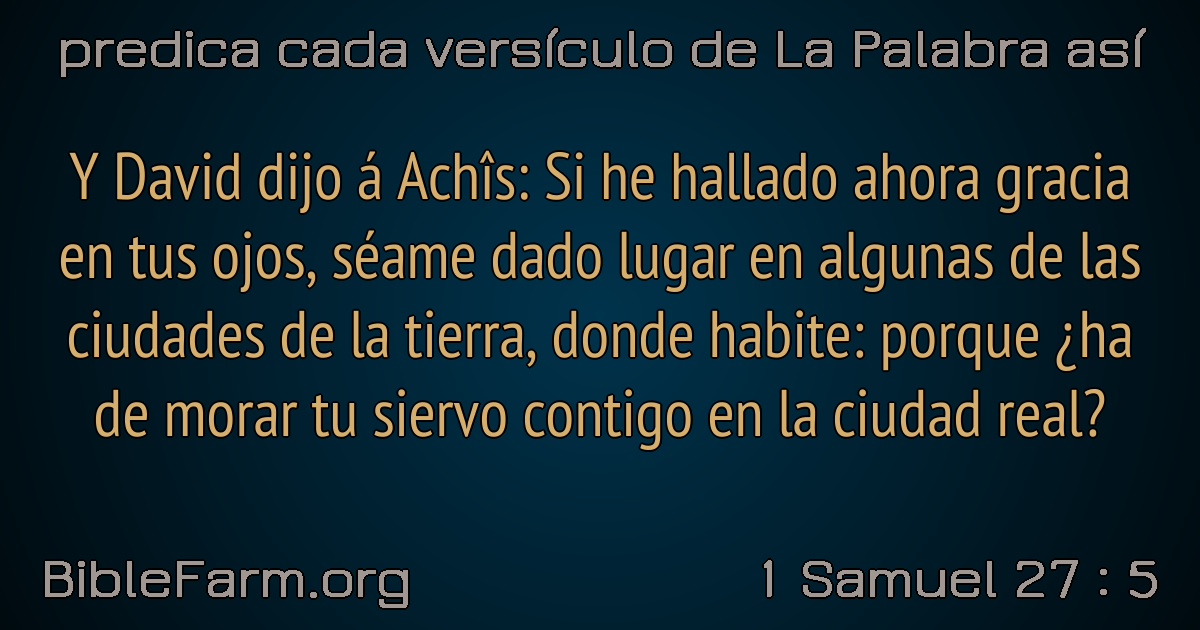 predica cada versículo de La Palabra así
Y David dijo á Achîs: Si he hallado ahora gracia
en tus ojos, séame dado lugar en algunas de las
ciudades de la tierra, donde habite: porque ¿ha
de morar tu siervo contigo en la ciudad real?
BibleFarm.org
1 Samuel 27 : 5